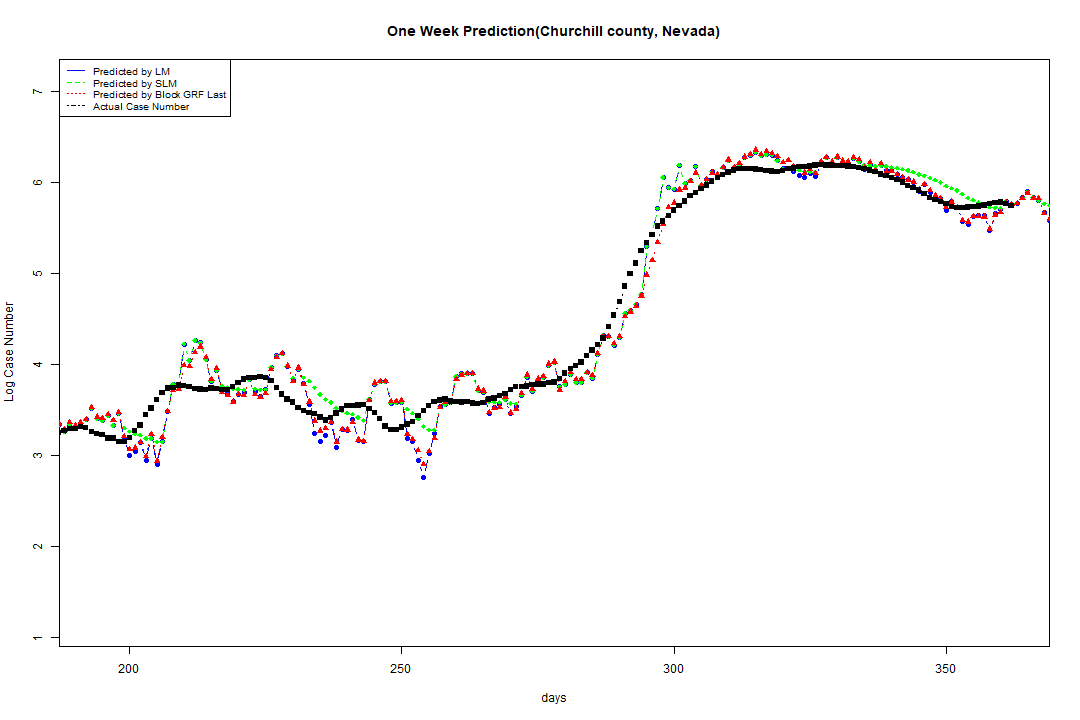 One Week Prediction(Churchill county, Nevada)
Predicted by LM
Predicted by SLM
Predicted by Block GRF Last
Actual Case Number
7
6
5
4
3
2
1
Log Case Number
200
250
300
350
days